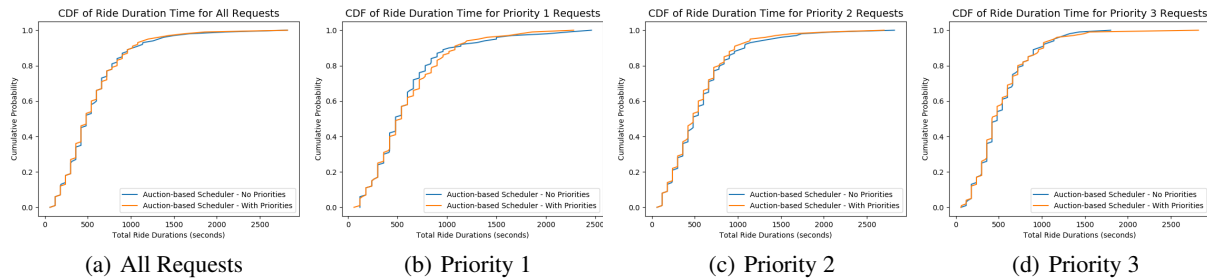 CDF of Ride Duration Time for All Requests
Cumulative Probability
1.0
0.8
0.6
0.4
0.2
0.0
Auction-based Scheduler - No Priorities
Auction-based Scheduler - With Priorities
0 500 1000 1500 2000 2500
Total Ride Durations (seconds)
(a) All Requests
CDF of Ride Duration Time for Priority 1 Requests
Cumulative Probability
1.0
0.8
0.6
0.4
0.2
0.0
Auction-based Scheduler - No Priorities
Auction-based Scheduler - With Priorities
0 500 1000 1500 2000 2500
Total Ride Durations (seconds)
(b) Priority 1
CDF of Ride Duration Time for Priority 2 Requests
Cumulative Probability
1.0
0.8
0.6
0.4
0.2
0.0
Auction-based Scheduler - No Priorities
Auction-based Scheduler - With Priorities
0 500 1000 1500 2000 2500
Total Ride Durations (seconds)
(c) Priority 2
CDF of Ride Duration Time for Priority 3 Requests
Cumulative Probability
1.0
0.8
0.6
0.4
0.2
0.0
Auction-based Scheduler - No Priorities
Auction-based Scheduler - With Priorities
0 500 1000 1500 2000 2500
Total Ride Durations (seconds)
(d) Priority 3